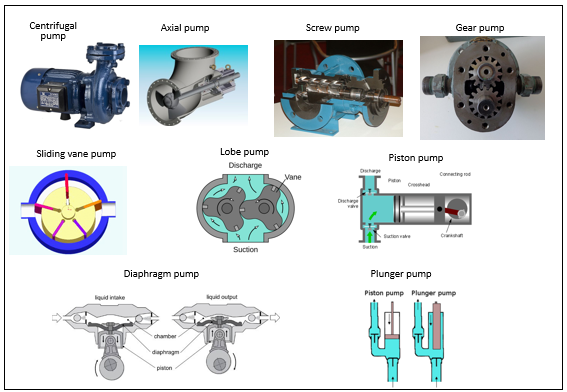 Centrifugal
pump
Axial pump
Screw pump
Gear pump
Sliding vane pump
Lobe pump
Discharge
Vane
Suction
Piston pump
Discharge
Piston
Connecting rod
Crosshead
Discharge
valve
Suction valve
Suction
Crankshaft
Diaphragm pump
liquid intake
liquid output
chamber
diaphragm
piston
Plunger pump
Piston pump
Plunger pump